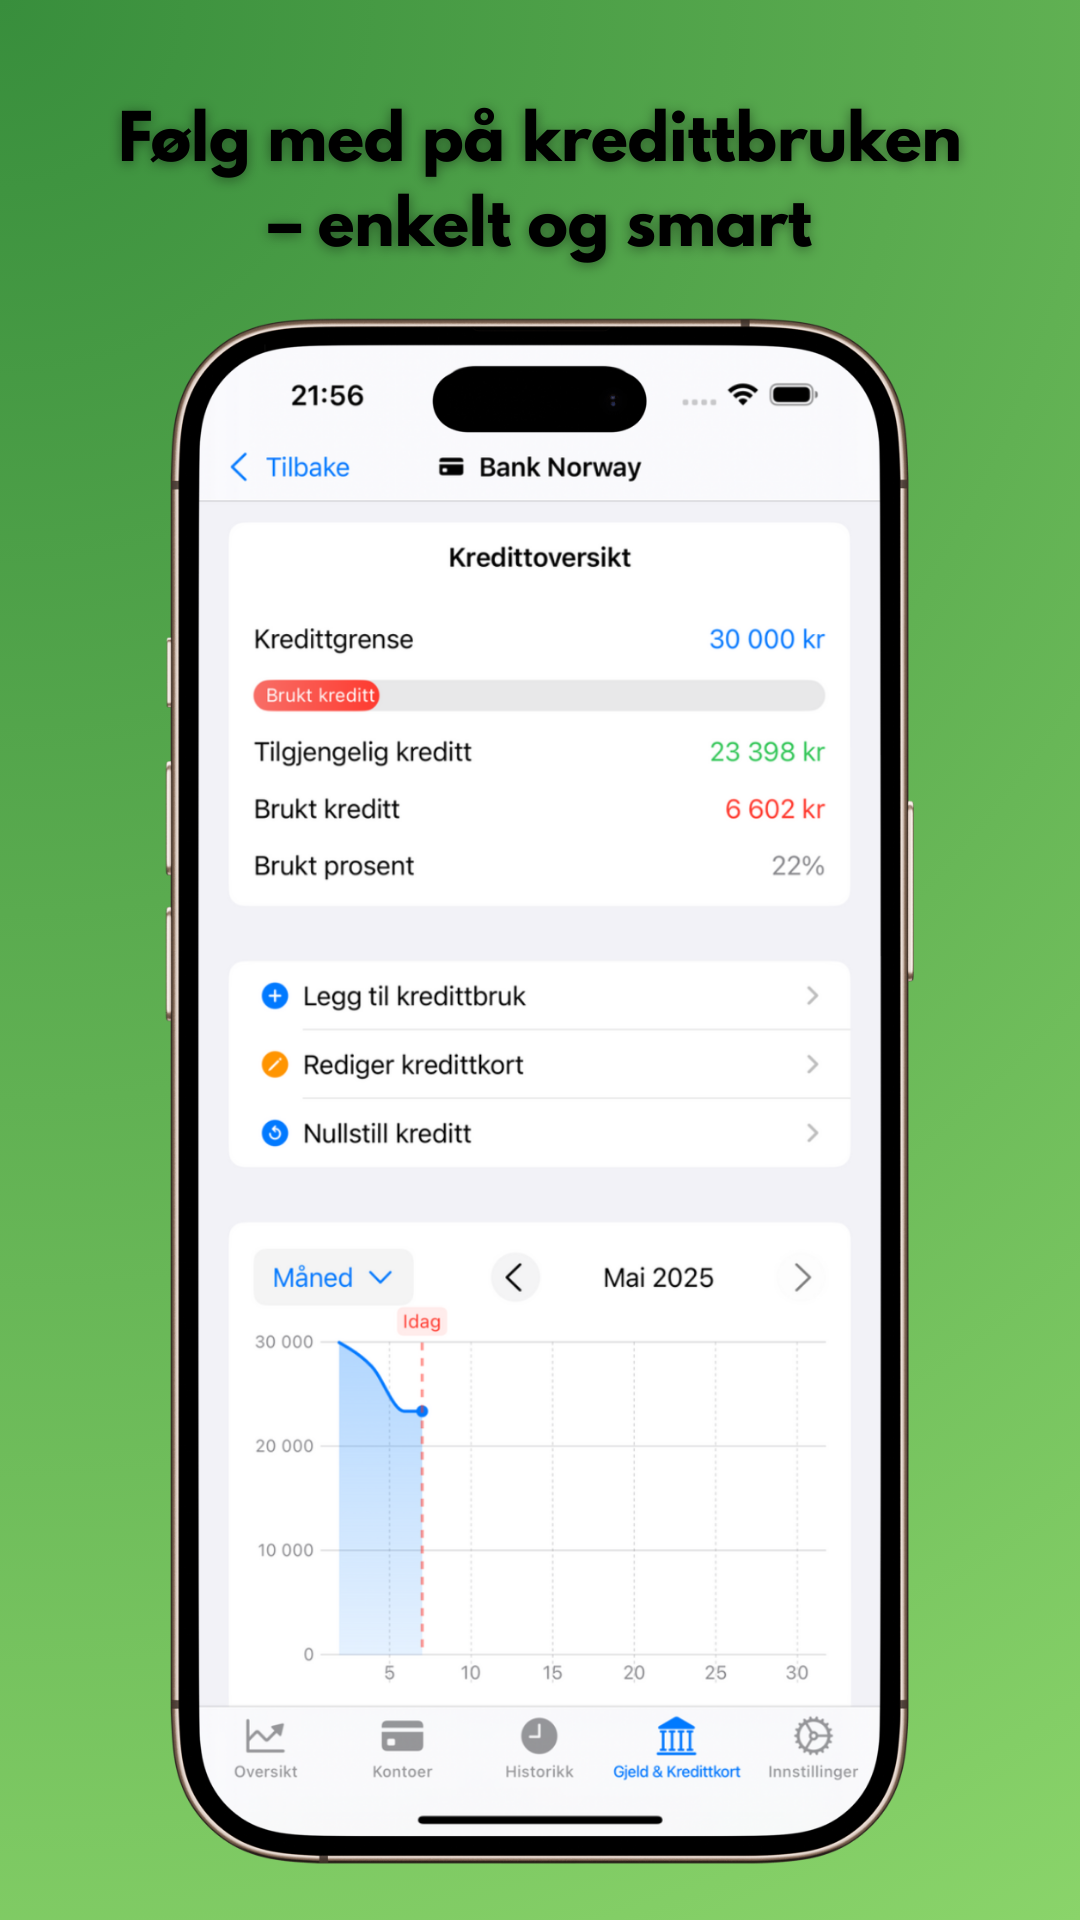 Følg med på kredittbruken
– enkelt og smart
21:56
Tilbake
Bank Norway
Kredittoversikt
Kredittgrense 30 000 kr
Brukt kreditt
Tilgjengelig kreditt 23 398 kr
Brukt kreditt 6 602 kr
Brukt prosent 22%
Legg til kredittbruk
Rediger kredittkort
Nullstill kreditt
Måned
Mai 2025
Idag
30 000
20 000
10 000
0
5 10 15 20 25 30
Oversikt Kontoer Historikk Gjeld & Kredittkort Innstillinger